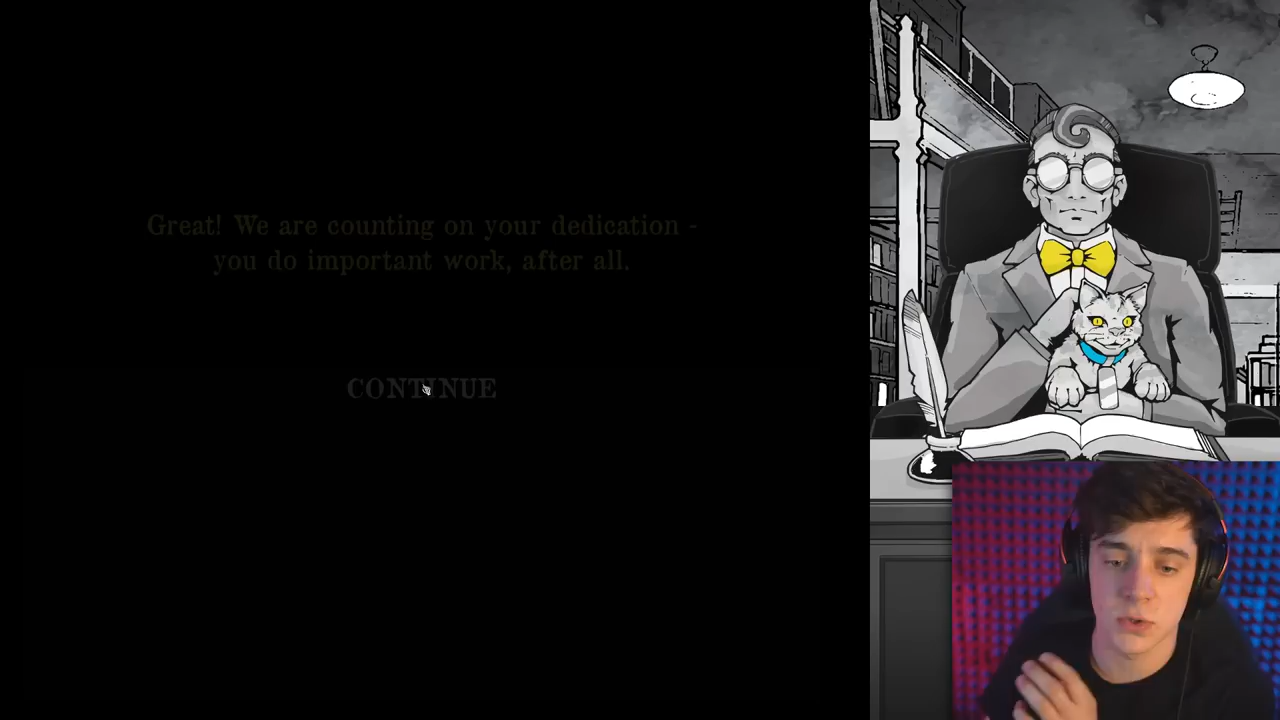 Great! We are counting on your dedication -
you do important work, after all.
CONTINUE